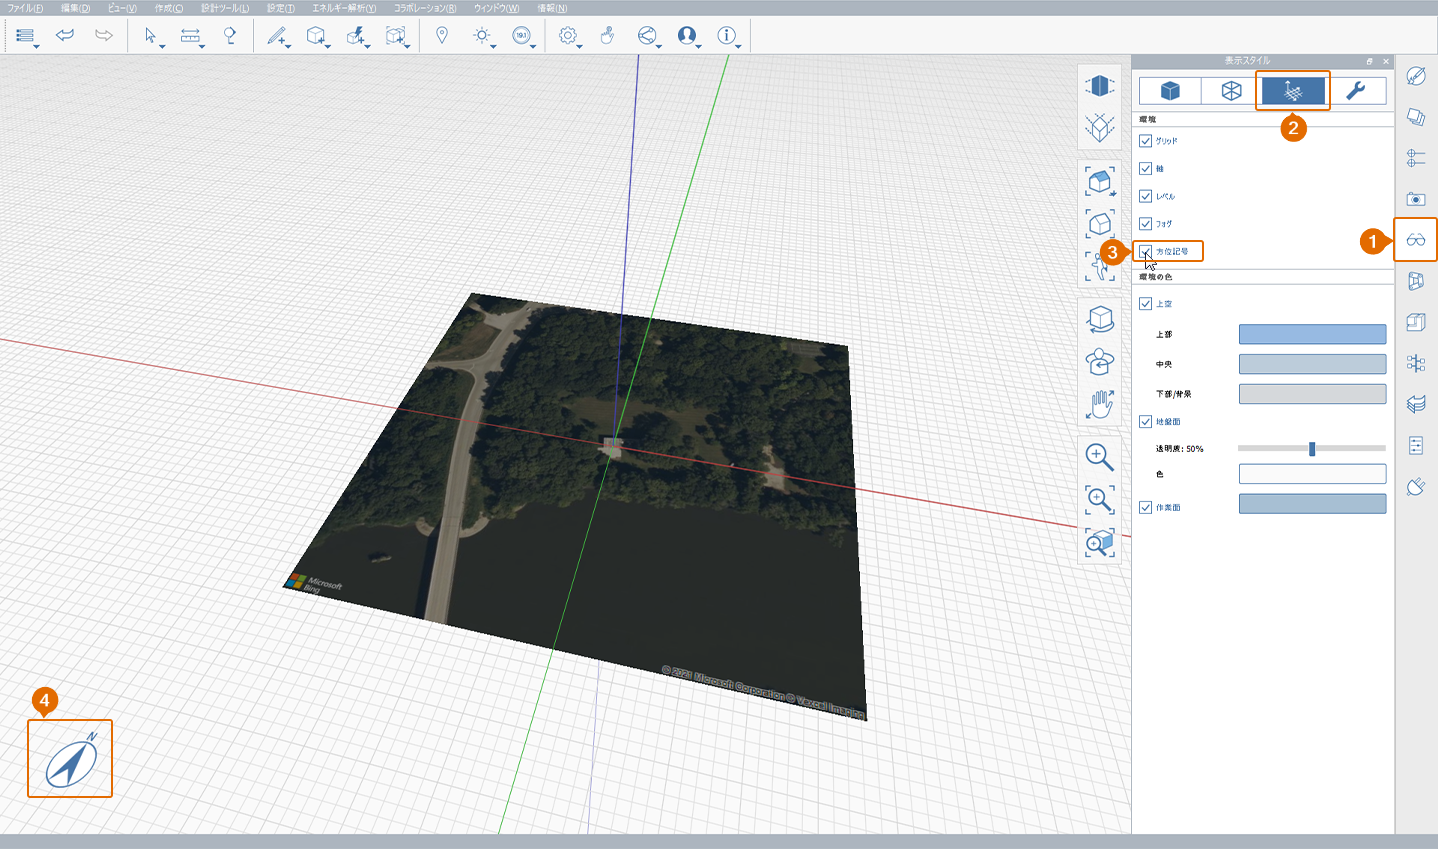 ファイル(F) 編集(D) ビュー(V) 作成(C) 設計ツール(L) 設定(T) エネルギー解析(Y) コラボレーション(R) ウィンドウ(W) 情報(N)
19.1
表示スタイル
2
環境
グリッド
軸
レベル
フォグ
1
3
方位記号
環境の色
上空
上部
中央
下部/背景
地盤面
透明度: 50%
色
作業面
Microsoft
Bing
© 2021 Microsoft Corporation © Vexcel Imaging
4
N